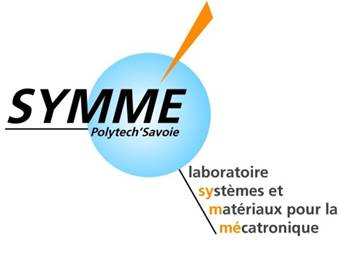 SYMME
Polytech'Savoie
laboratoire
systèmes et
matériaux pour la
mécatronique